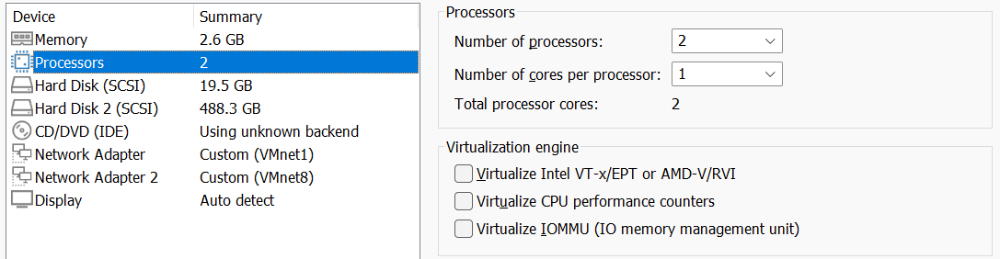 Device Summary
Memory 2.6 GB
Processors 2
Hard Disk (SCSI) 19.5 GB
Hard Disk 2 (SCSI) 488.3 GB
CD/DVD (IDE) Using unknown backend
Network Adapter Custom (VMnet1)
Network Adapter 2 Custom (VMnet8)
Display Auto detect
Processors
Number of processors: 2
Number of cores per processor: 1
Total processor cores: 2
Virtualization engine
Virtualize Intel VT-x/EPT or AMD-V/RVI
Virtualize CPU performance counters
Virtualize IOMMU (IO memory management unit)